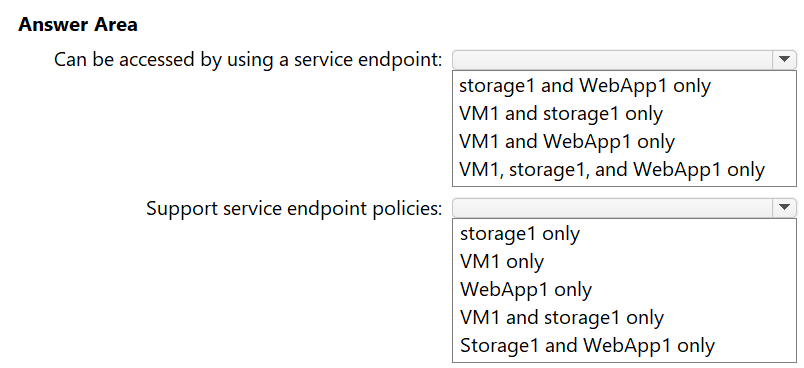 Answer Area
Can be accessed by using a service endpoint:
storage1 and WebApp1 only
VM1 and storage1 only
VM1 and WebApp1 only
VM1, storage1, and WebApp1 only
Support service endpoint policies:
storage1 only
VM1 only
WebApp1 only
VM1 and storage1 only
Storage1 and WebApp1 only